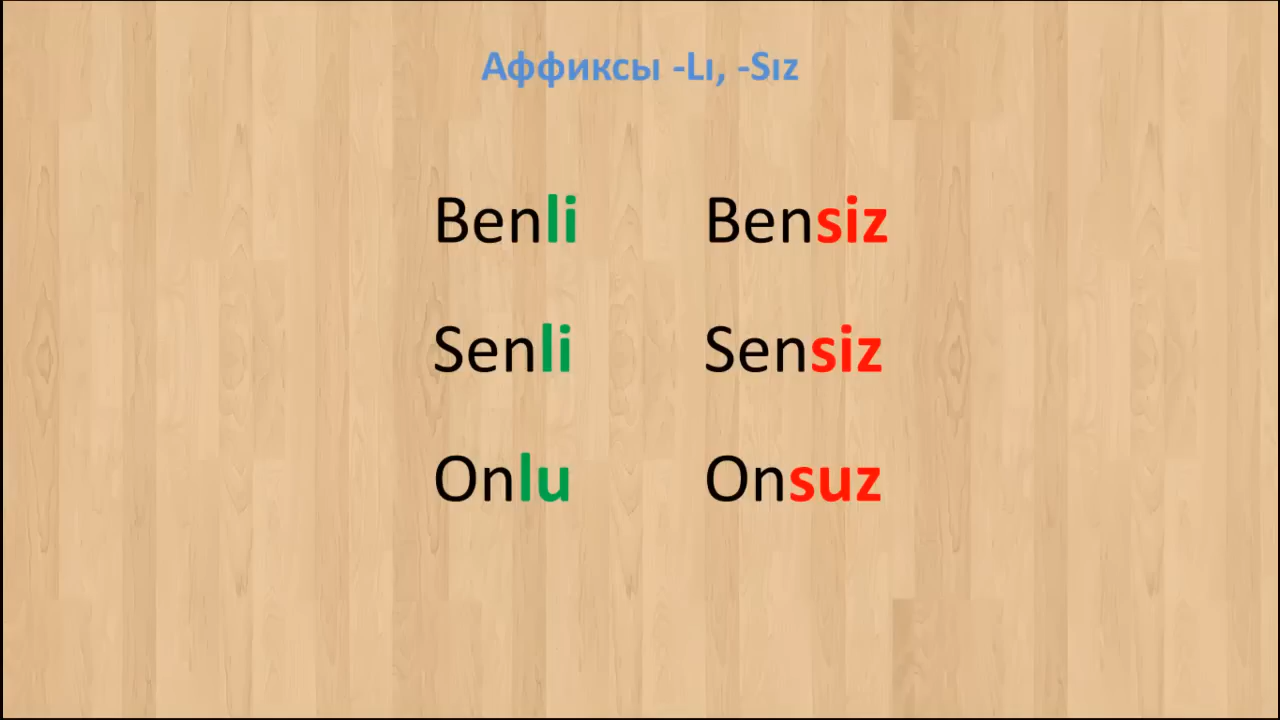 Аффиксы -Lı, -Sız
Benli Bensiz
Senli Sensiz
Onlu Onsuz